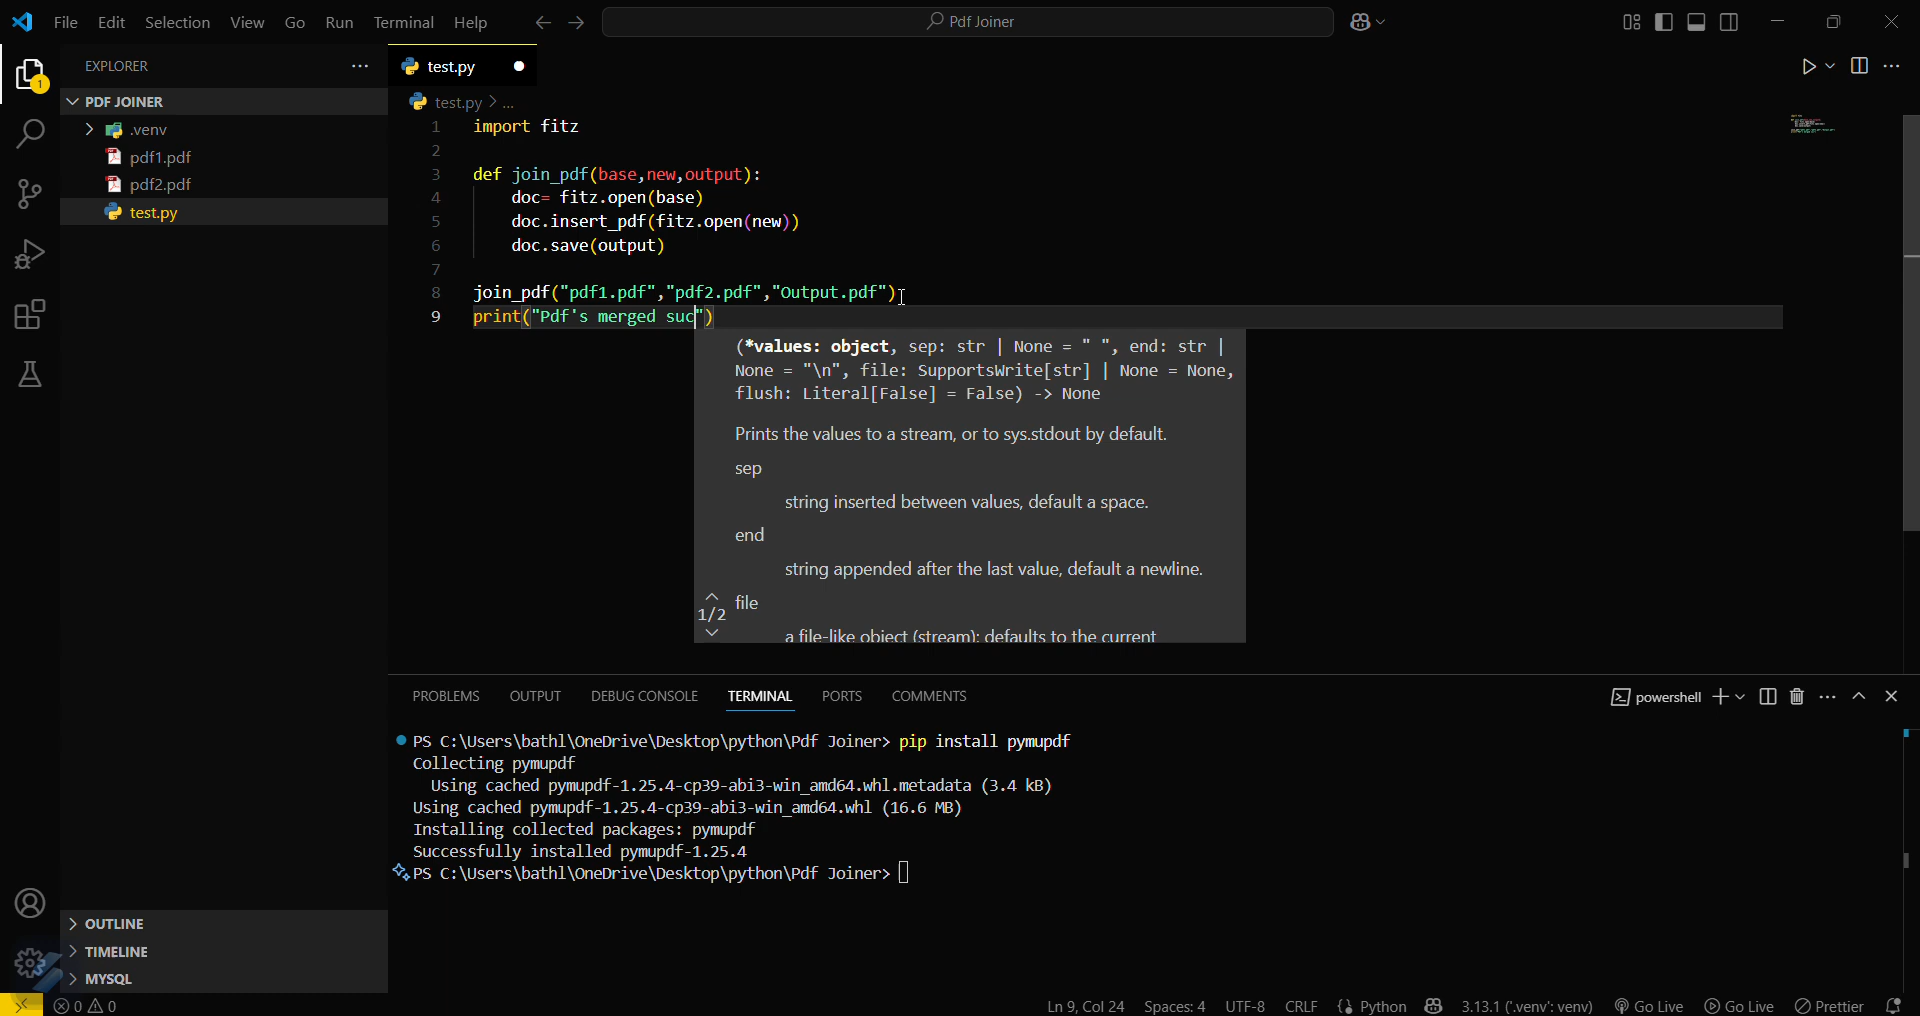 File Edit Selection View Go Run Terminal Help Pdf Joiner
EXPLORER
1
PDF JOINER
.venv
pdf1.pdf
pdf2.pdf
test.py
test.py
test.py > ...
1 import fitz
2
3 def join_pdf(base,new,output):
4 doc= fitz.open(base)
5 doc.insert_pdf(fitz.open(new))
6 doc.save(output)
7
8 join_pdf("pdf1.pdf","pdf2.pdf","Output.pdf")
9 print("Pdf's merged suc")
(*values: object, sep: str | None = " ", end: str |
None = "\n", file: SupportsWrite[str] | None = None,
flush: Literal[False] = False) -> None
Prints the values to a stream, or to sys.stdout by default.
sep
string inserted between values, default a space.
end
string appended after the last value, default a newline.
file
1/2
a file-like object (stream); defaults to the current
PROBLEMS OUTPUT DEBUG CONSOLE TERMINAL PORTS COMMENTS powershell
PS C:\Users\bathl\OneDrive\Desktop\python\Pdf Joiner> pip install pymupdf
Collecting pymupdf
Using cached pymupdf-1.25.4-cp39-abi3-win_amd64.whl.metadata (3.4 kB)
Using cached pymupdf-1.25.4-cp39-abi3-win_amd64.whl (16.6 MB)
Installing collected packages: pymupdf
Successfully installed pymupdf-1.25.4
PS C:\Users\bathl\OneDrive\Desktop\python\Pdf Joiner>
OUTLINE
TIMELINE
MYSQL
0 0 Ln 9, Col 24 Spaces: 4 UTF-8 CRLF {} Python 3.13.1 ('.venv': venv) Go Live Go Live Prettier